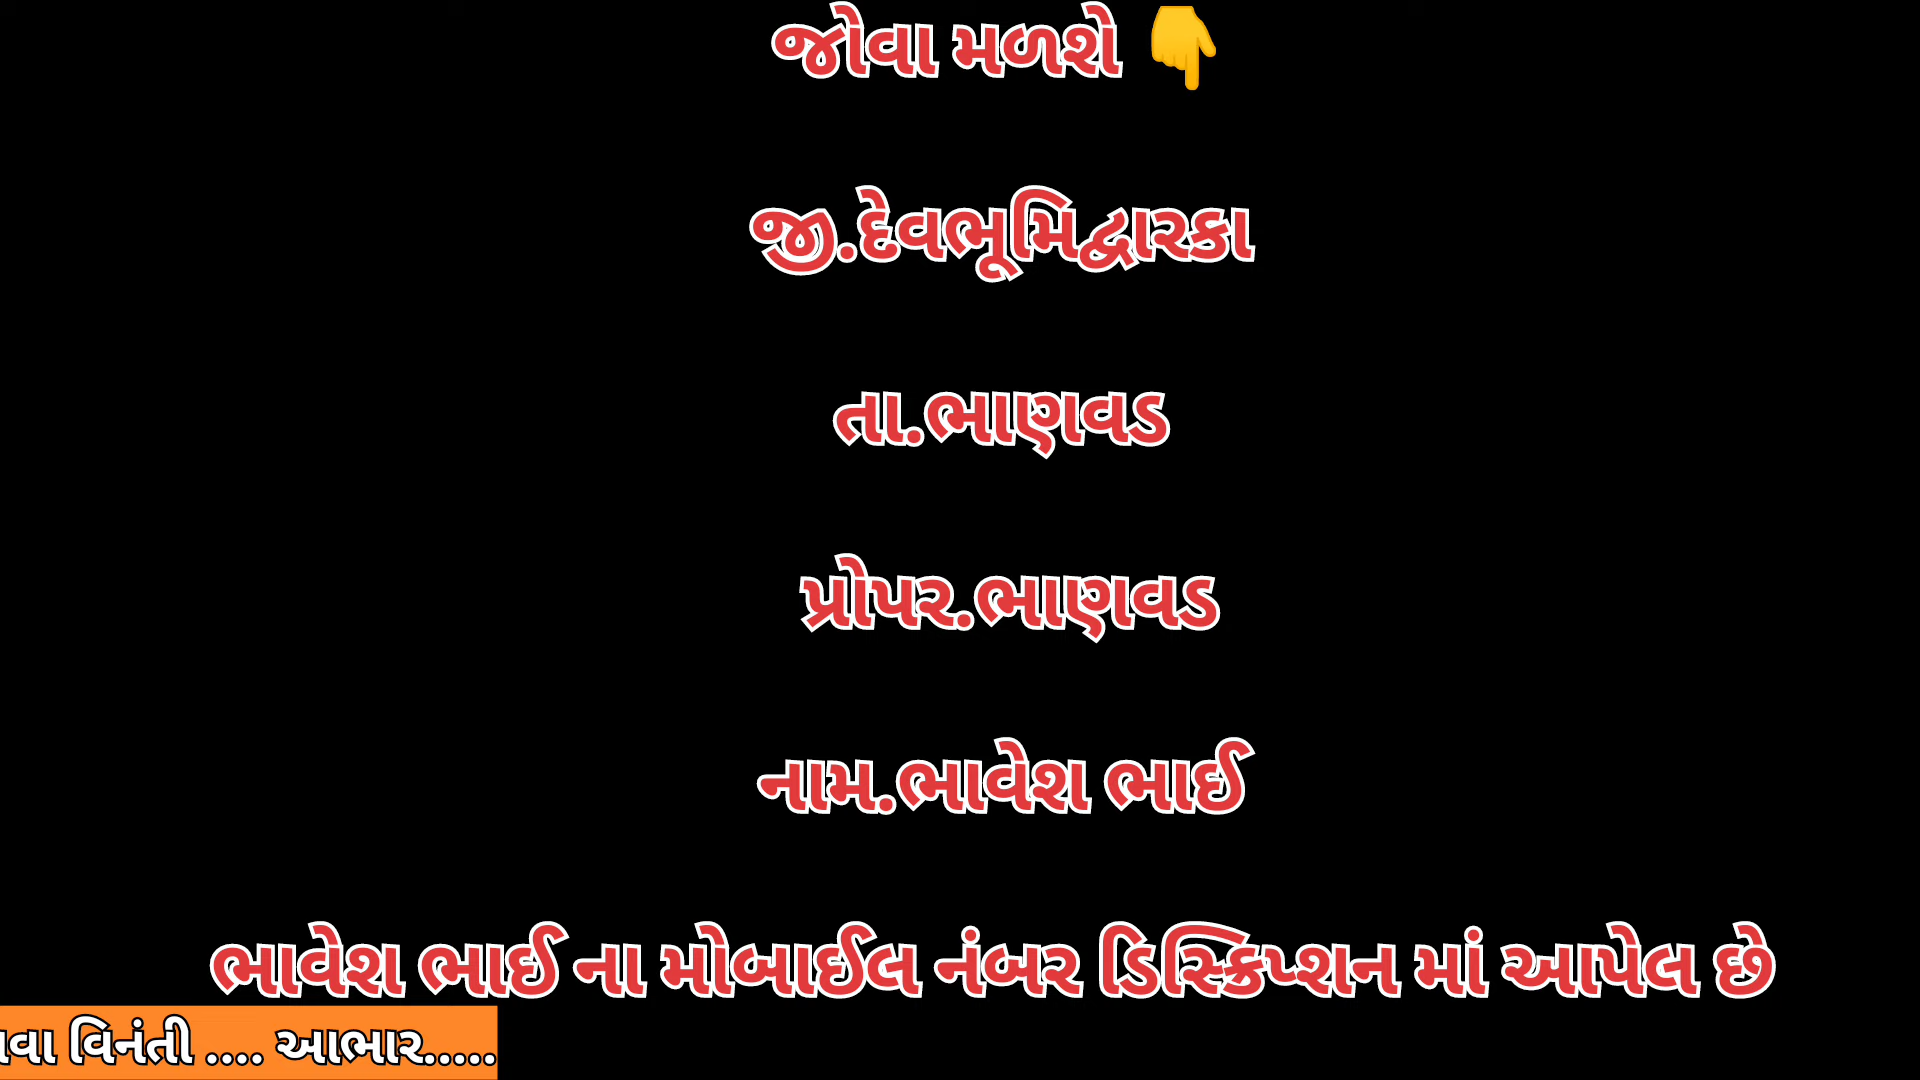 જોવા મળશે 👇
જી.દેવભૂમિદ્વારકા
તા.ભાણવડ
પ્રોપર.ભાણવડ
નામ.ભાવેશ ભાઈ
ભાવેશ ભાઈ ના મોબાઈલ નંબર ડિસ્ક્રિપ્શન માં આપેલ છે
વિનંતી .... આભાર.....